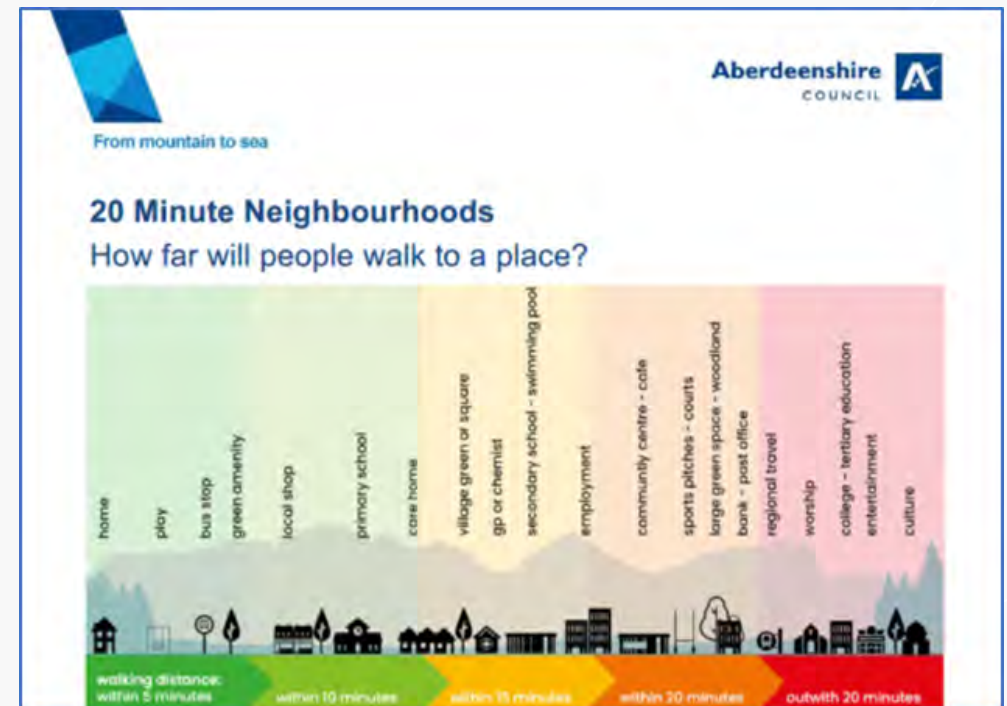 Aberdeenshire
COUNCIL
From mountain to sea
20 Minute Neighbourhoods
How far will people walk to a place?
home
play
bus stop
green amenity
local shop
primary school
care home
village green or square
gp or chemist
secondary school - swimming pool
employment
community centre - cafe
sports pitches - courts
large green space - woodland
bank - post office
regional travel
worship
college - tertiary education
entertainment
culture
walking distance:
within 5 minutes
within 10 minutes
within 15 minutes
within 20 minutes
outwith 20 minutes